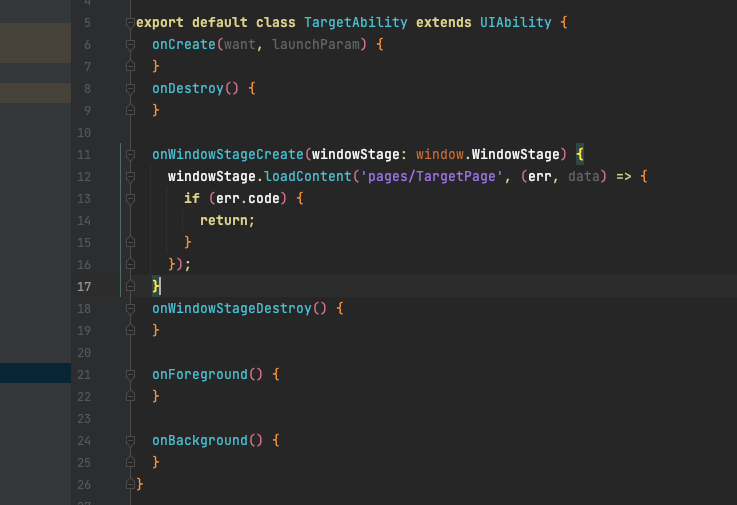 5 export default class TargetAbility extends UIAbility {
6 onCreate(want, launchParam) {
7 }
8 onDestroy() {
9 }
10
11 onWindowStageCreate(windowStage: window.WindowStage) {
12 windowStage.loadContent('pages/TargetPage', (err, data) => {
13 if (err.code) {
14 return;
15 }
16 });
17 }
18 onWindowStageDestroy() {
19 }
20
21 onForeground() {
22 }
23
24 onBackground() {
25 }
26 }